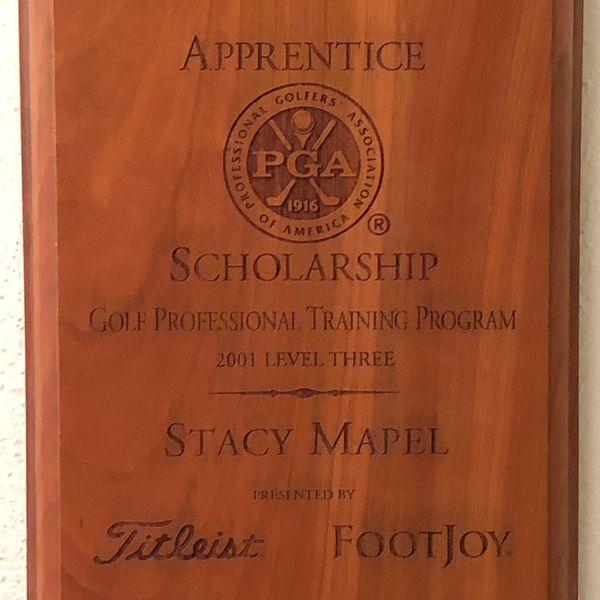 APPRENTICE
PROFESSIONAL GOLFERS' ASSOCIATION
PGA
1916
OF AMERICA
®
SCHOLARSHIP
GOLF PROFESSIONAL TRAINING PROGRAM
2001 LEVEL THREE
STACY MAPEL
PRESENTED BY
Titleist FOOTJOY®